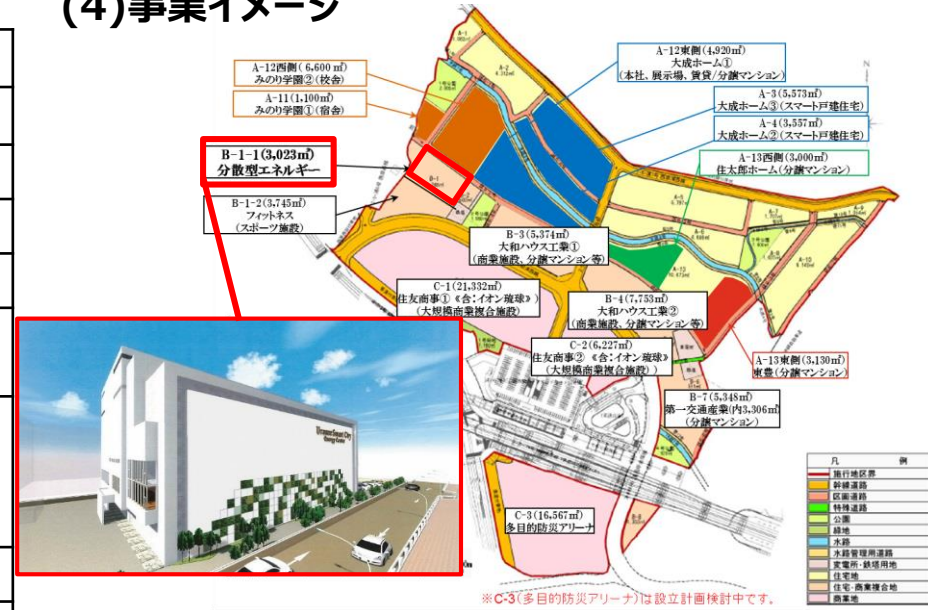 (4)事業イメージ
A-12西側(6,600㎡)
みのり学園②(校舎)
A-11(1,100㎡)
みのり学園①(宿舎)
B-1-1(3,023㎡)
分散型エネルギー
B-1-2(3,745㎡)
フィットネス
(スポーツ施設)
A-12東側(4,920㎡)
大成ホーム①
(本社、展示場、賃貸/分譲マンション)
A-3(5,573㎡)
大成ホーム③(スマート戸建住宅)
A-4(3,557㎡)
大成ホーム②(スマート戸建住宅)
A-13西側(3,000㎡)
住太郎ホーム(分譲マンション)
B-3(5,374㎡)
大和ハウス工業①
(商業施設、分譲マンション等)
C-1(21,332㎡)
住友商事①《含:イオン琉球》)
(大規模商業複合施設)
B-4(7,753㎡)
大和ハウス工業②
(商業施設、分譲マンション等)
C-2(6,227㎡)
住友商事②《含:イオン琉球》
(大規模商業複合施設))
A-13東側(3,130㎡)
東豊(分譲マンション)
B-7(5,348㎡)
第一交通産業(内3,306㎡
(分譲マンション)
C-3(16,567㎡)
多目的防災アリーナ
A-1
A-2
B-1
A-13
Energy Center
凡例
施行地区界
幹線道路
区画道路
特殊道路
公園
緑地
水路
水路管理用道路
変電所・鉄塔用地
住宅地
住宅・商業複合地
商業地
※C-3(多目的防災アリーナ)は設立計画検討中です。